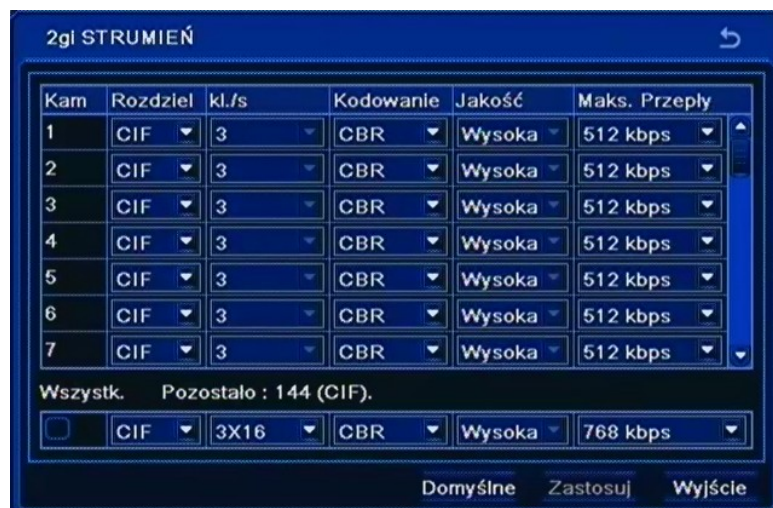 2gi STRUMIEŃ
Kam Rozdziel kl./s Kodowanie Jakość Maks. Przepły
1 CIF 3 CBR Wysoka 512 kbps
2 CIF 3 CBR Wysoka 512 kbps
3 CIF 3 CBR Wysoka 512 kbps
4 CIF 3 CBR Wysoka 512 kbps
5 CIF 3 CBR Wysoka 512 kbps
6 CIF 3 CBR Wysoka 512 kbps
7 CIF 3 CBR Wysoka 512 kbps
Wszystk. Pozostało : 144 (CIF).
CIF 3X16 CBR Wysoka 768 kbps
Domyślne Zastosuj Wyjście